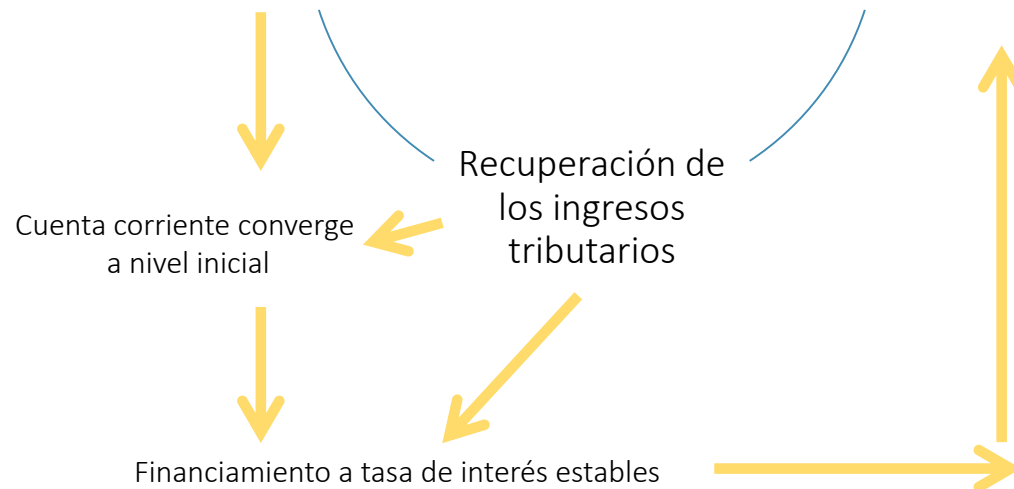 Recuperación de
los ingresos
tributarios
Cuenta corriente converge
a nivel inicial
Financiamiento a tasa de interés estables